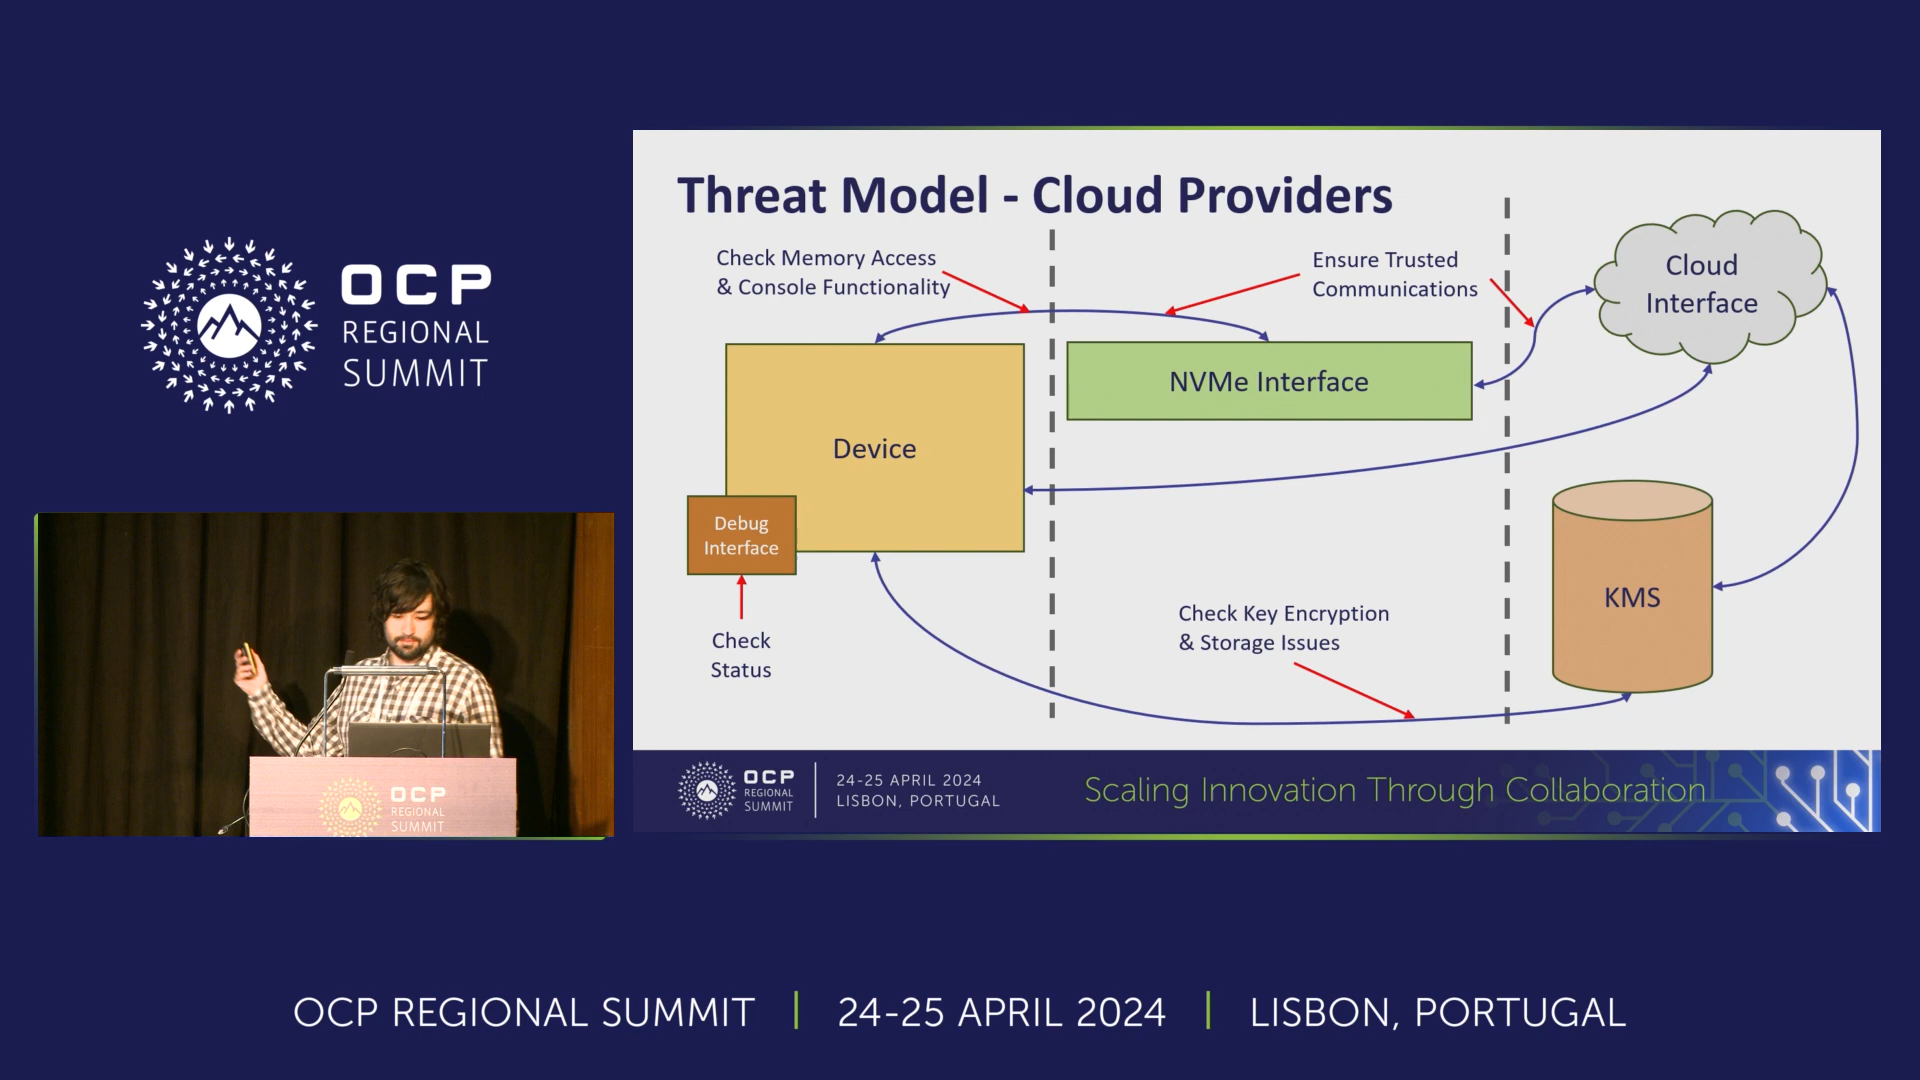 OCP
REGIONAL
SUMMIT
Threat Model - Cloud Providers
Check Memory Access
& Console Functionality
Ensure Trusted
Communications
Cloud
Interface
NVMe Interface
Device
Debug
Interface
Check
Status
Check Key Encryption
& Storage Issues
KMS
OCP
REGIONAL
SUMMIT
24-25 APRIL 2024
LISBON, PORTUGAL
Scaling Innovation Through Collaboration
OCP
REGIONAL
SUMMIT
OCP REGIONAL SUMMIT | 24-25 APRIL 2024 | LISBON, PORTUGAL